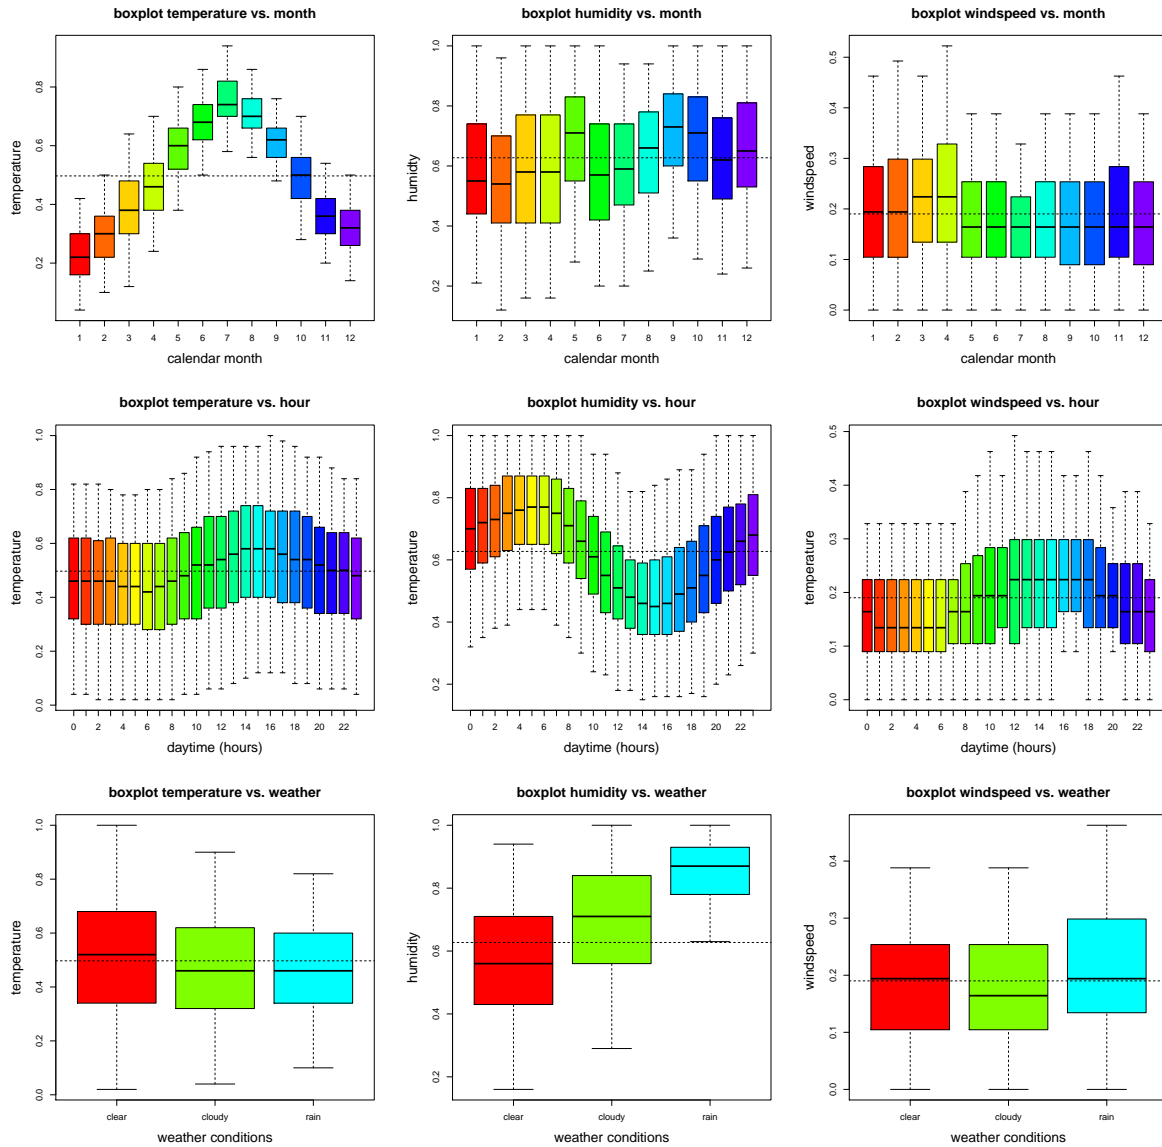 boxplot temperature vs. month
temperature
0.2 0.4 0.6 0.8
1 2 3 4 5 6 7 8 9 10 11 12
calendar month
boxplot humidity vs. month
humidity
0.2 0.4 0.6 0.8 1.0
1 2 3 4 5 6 7 8 9 10 11 12
calendar month
boxplot windspeed vs. month
windspeed
0.0 0.1 0.2 0.3 0.4 0.5
1 2 3 4 5 6 7 8 9 10 11 12
calendar month
boxplot temperature vs. hour
temperature
0.0 0.2 0.4 0.6 0.8 1.0
0 2 4 6 8 10 12 14 16 18 20 22
daytime (hours)
boxplot humidity vs. hour
temperature
0.2 0.4 0.6 0.8 1.0
0 2 4 6 8 10 12 14 16 18 20 22
daytime (hours)
boxplot windspeed vs. hour
temperature
0.0 0.1 0.2 0.3 0.4 0.5
0 2 4 6 8 10 12 14 16 18 20 22
daytime (hours)
boxplot temperature vs. weather
temperature
0.0 0.2 0.4 0.6 0.8 1.0
clear cloudy rain
weather conditions
boxplot humidity vs. weather
humidity
0.2 0.4 0.6 0.8 1.0
clear cloudy rain
weather conditions
boxplot windspeed vs. weather
windspeed
0.0 0.1 0.2 0.3 0.4
clear cloudy rain
weather conditions